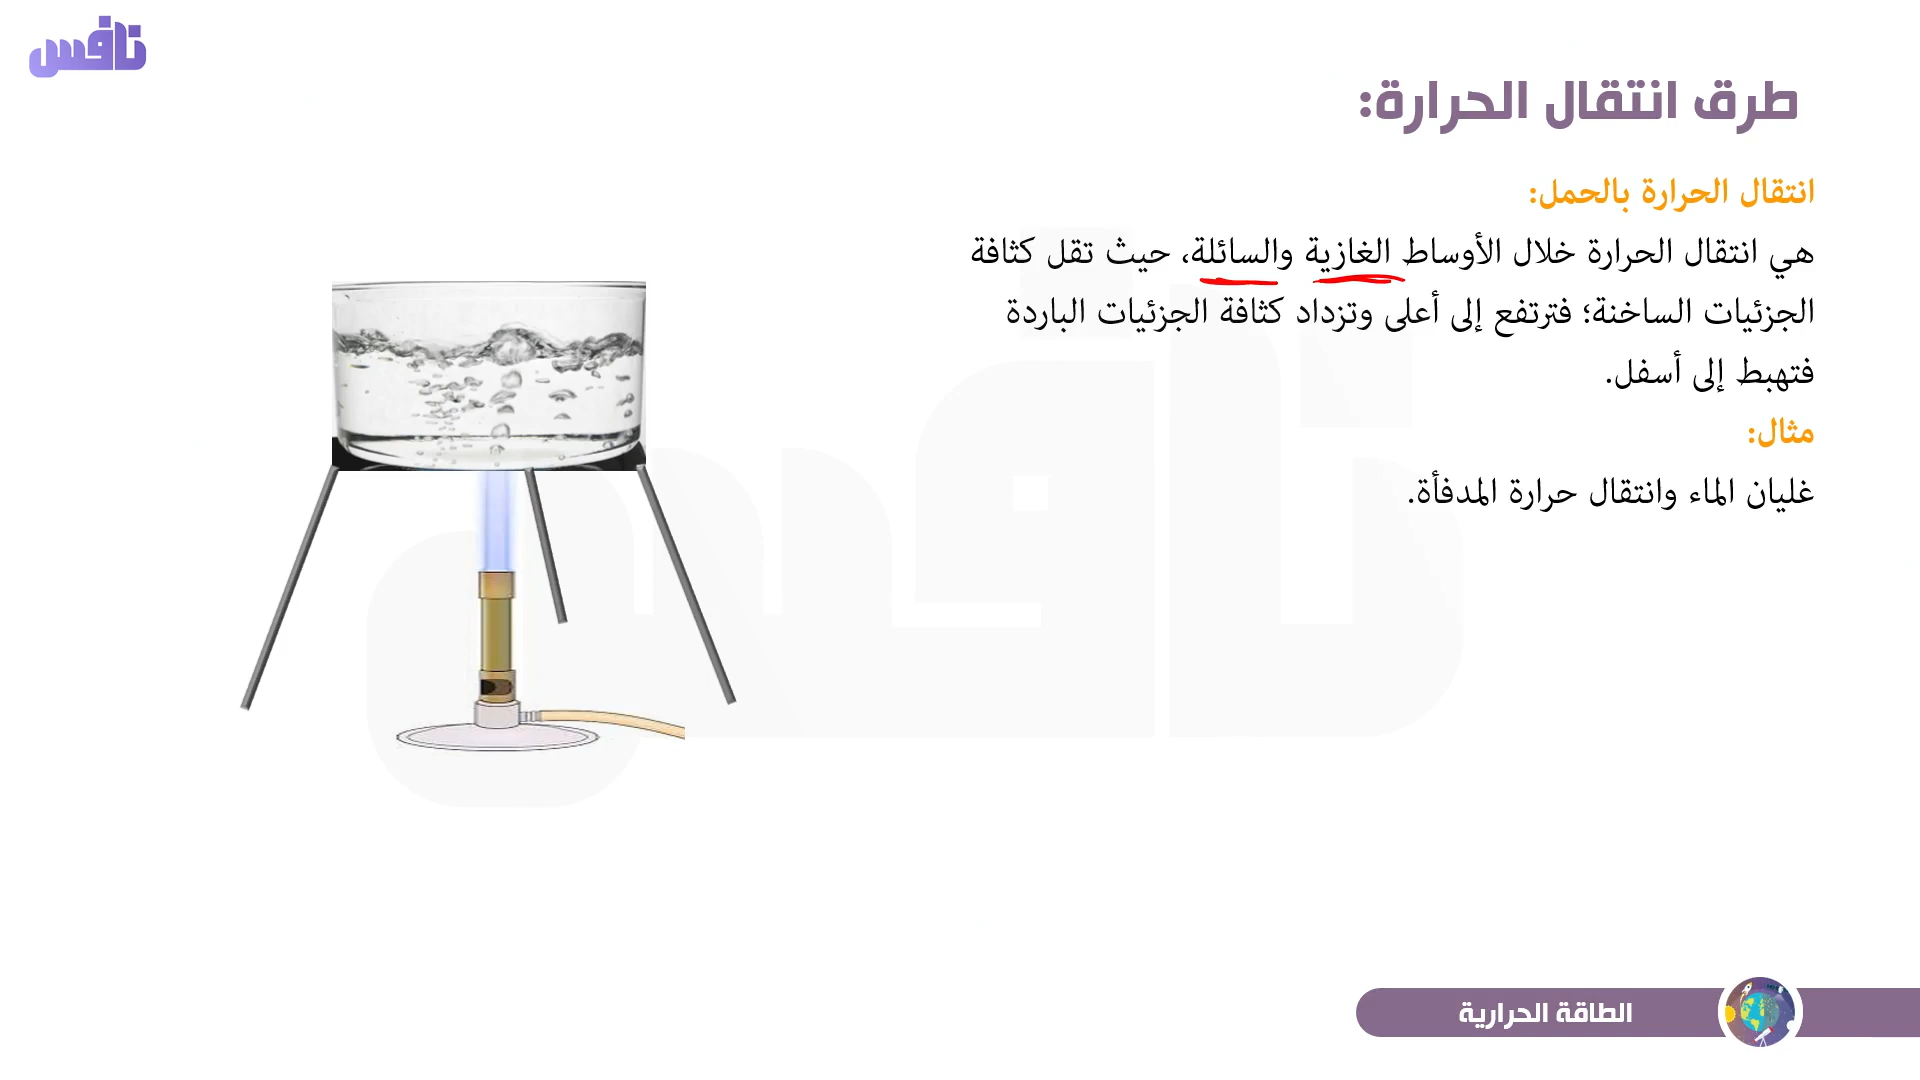 نافس
طرق انتقال الحرارة:
انتقال الحرارة بالحمل:
هي انتقال الحرارة خلال الأوساط الغازية والسائلة، حيث تقل كثافة
الجزئيات الساخنة؛ فترتفع إلى أعلى وتزداد كثافة الجزئيات الباردة
فتهبط إلى أسفل.
مثال:
غليان الماء وانتقال حرارة المدفأة.
الطاقة الحرارية